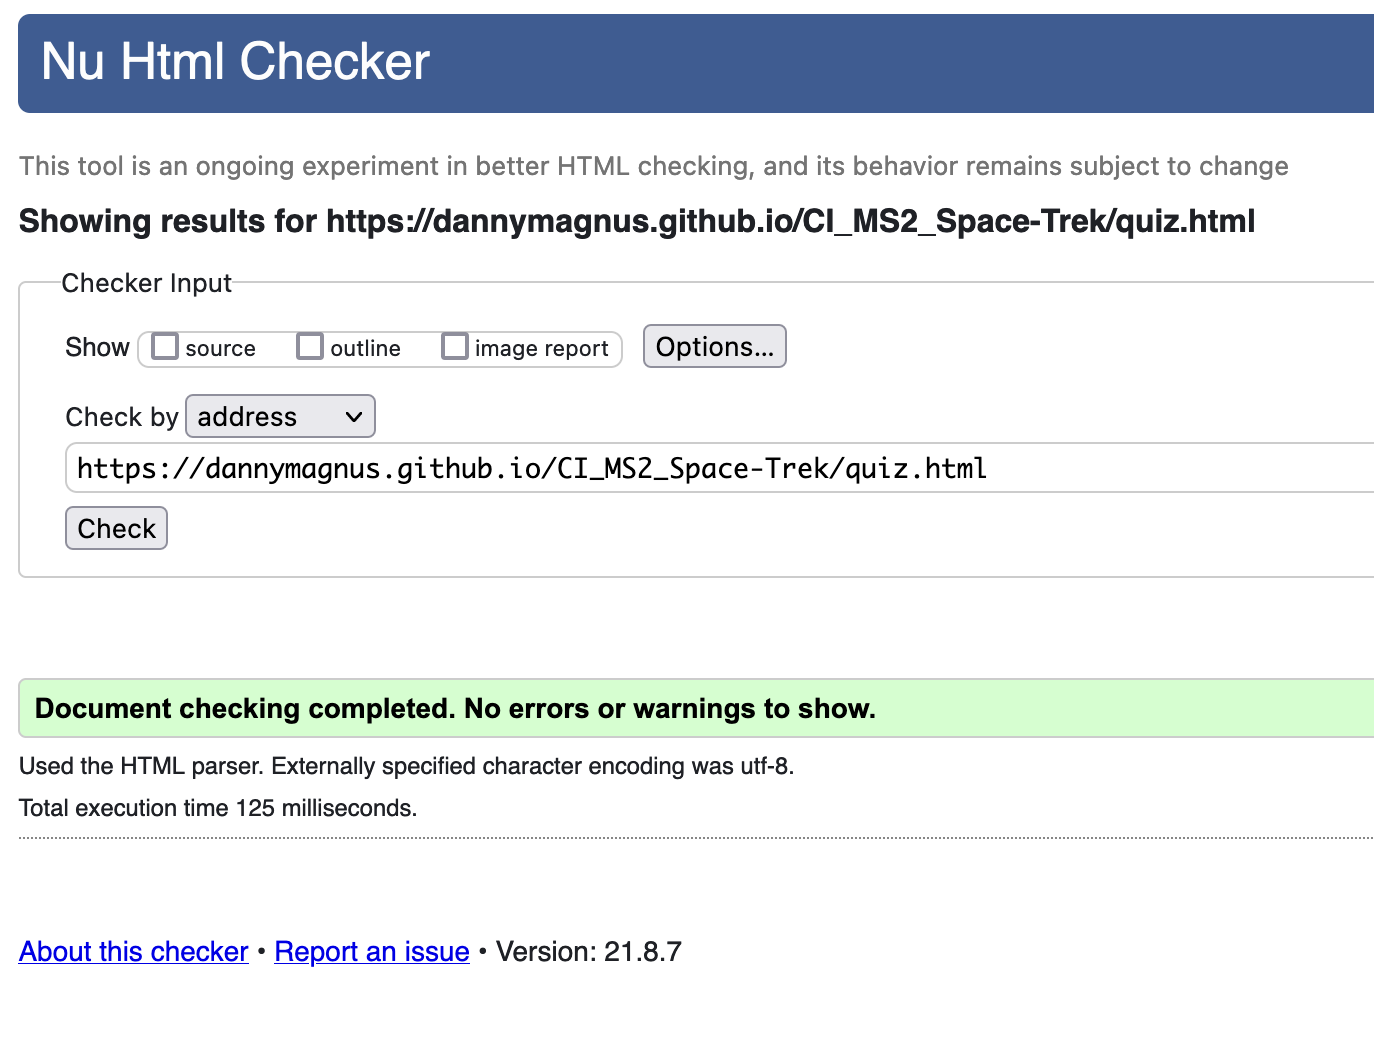 Nu Html Checker
This tool is an ongoing experiment in better HTML checking, and its behavior remains subject to change
Showing results for https://dannymagnus.github.io/CI_MS2_Space-Trek/quiz.html
Checker Input
Show source outline image report Options...
Check by address
https://dannymagnus.github.io/CI_MS2_Space-Trek/quiz.html
Check
Document checking completed. No errors or warnings to show.
Used the HTML parser. Externally specified character encoding was utf-8.
Total execution time 125 milliseconds.
About this checker • Report an issue • Version: 21.8.7